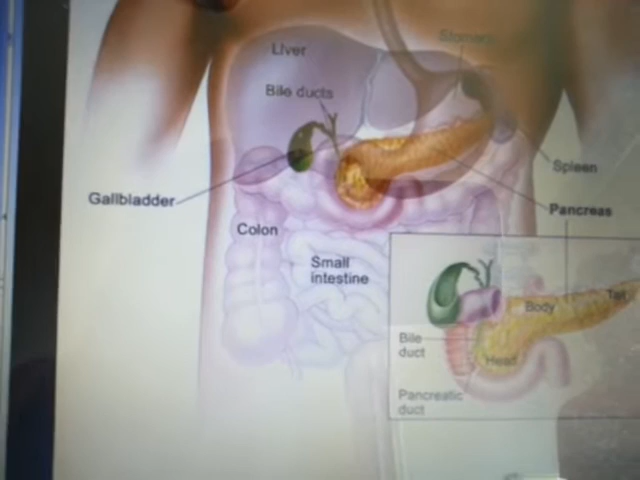 Liver
Stomach
Bile ducts
Spleen
Gallbladder
Pancreas
Colon
Small
intestine
Body
Tail
Bile
duct
Head
Pancreatic
duct